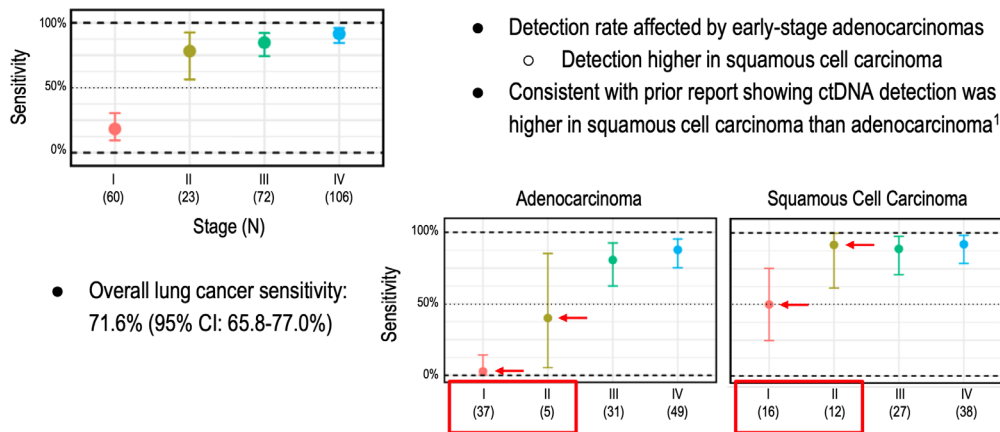 100%
50%
0%
Sensitivity
I II III IV
(60) (23) (72) (106)
Stage (N)
● Overall lung cancer sensitivity:
71.6% (95% CI: 65.8-77.0%)
● Detection rate affected by early-stage adenocarcinomas
○ Detection higher in squamous cell carcinoma
● Consistent with prior report showing ctDNA detection was
higher in squamous cell carcinoma than adenocarcinoma¹
Adenocarcinoma
100%
50%
0%
Sensitivity
I II III IV
(37) (5) (31) (49)
Squamous Cell Carcinoma
I II III IV
(16) (12) (27) (38)